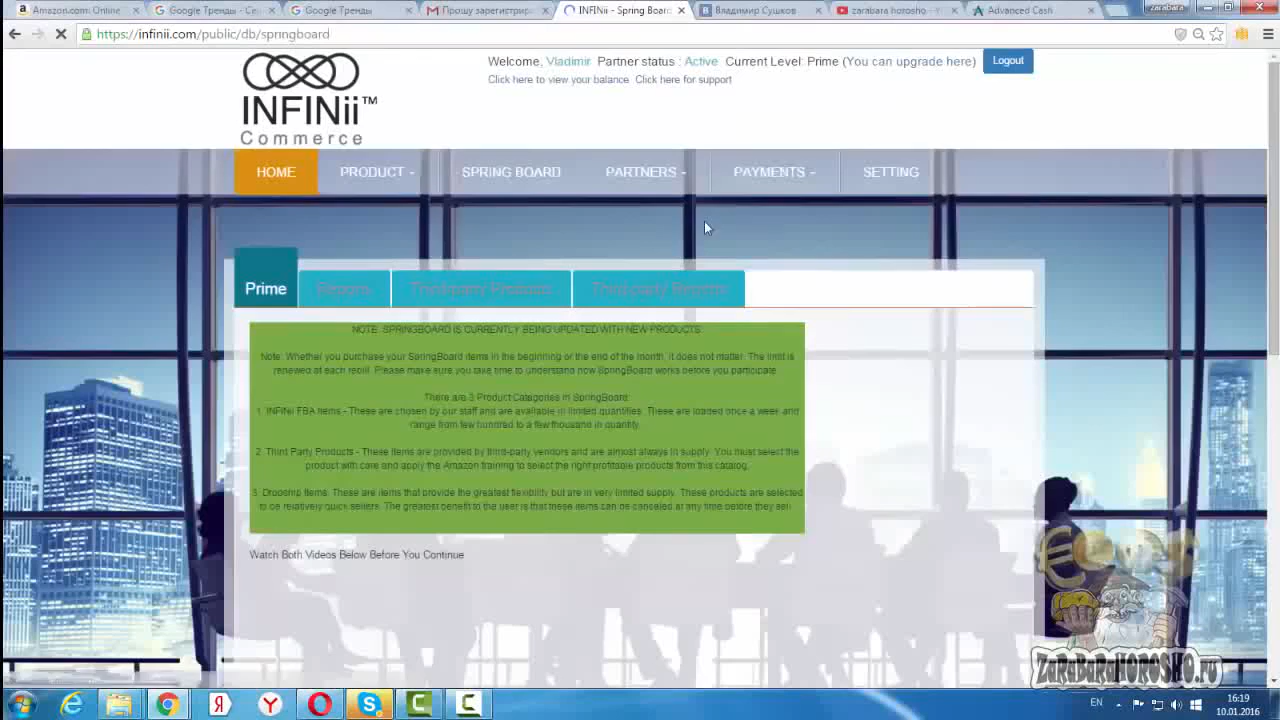 Amazon.com: Online
Google Тренды - Се
Google Тренды
Прошу зарегистрир
INFINii - Spring Boar
Владимир Сушков
zarabara horosho - Yo
Advanced Cash
zarabara
https://infinii.com/public/db/springboard
Welcome, Vladimir Partner status : Active Current Level: Prime (You can upgrade here)
Logout
Click here to view your balance Click here for support
INFINii™
Commerce
HOME
PRODUCT
SPRING BOARD
PARTNERS
PAYMENTS
SETTING
Prime
Reports
Third-party Products
Third-party Reports
NOTE: SPRINGBOARD IS CURRENTLY BEING UPDATED WITH NEW PRODUCTS.
Note: Whether you purchase your SpringBoard items in the beginning or the end of the month, it does not matter. The limit is
renewed at each rebill. Please make sure you take time to understand how SpringBoard works before you participate.
There are 3 Product Categories in SpringBoard:
1. INFINii FBA Items - These are chosen by our staff and are available in limited quantities. These are loaded once a week and
range from few hundred to a few thousand in quantity.
2. Third Party Products - These items are provided by third-party vendors and are almost always in supply. You must select the
product with care and apply the Amazon training to select the right profitable products from this catalog.
3. Dropship Items: These are items that provide the greatest flexibility but are in very limited supply. These products are selected
to be relatively quick sellers. The greatest benefit to the user is that these items can be canceled at any time before they sell.
Watch Both Videos Below Before You Continue
ZaraBaraHOROSHO.ru
EN
16:19
10.01.2016